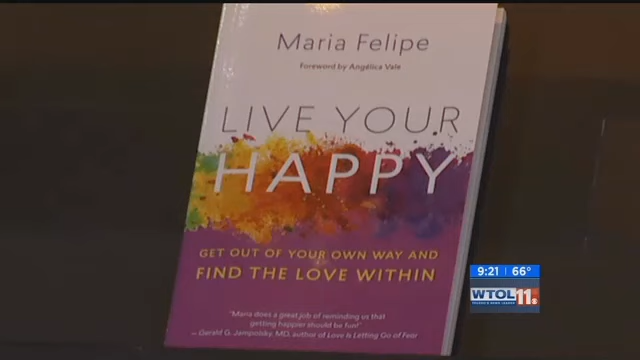 Maria Felipe
Foreword by Angélica Vale
LIVE YOUR
HAPPY
GET OUT OF YOUR OWN WAY AND
FIND THE LOVE WITHIN
"Maria does a great job of reminding us that
getting happier should be fun!"
— Gerald G. Jampolsky, MD, author of Love Is Letting Go of Fear
9:21 66°
WTOL 11